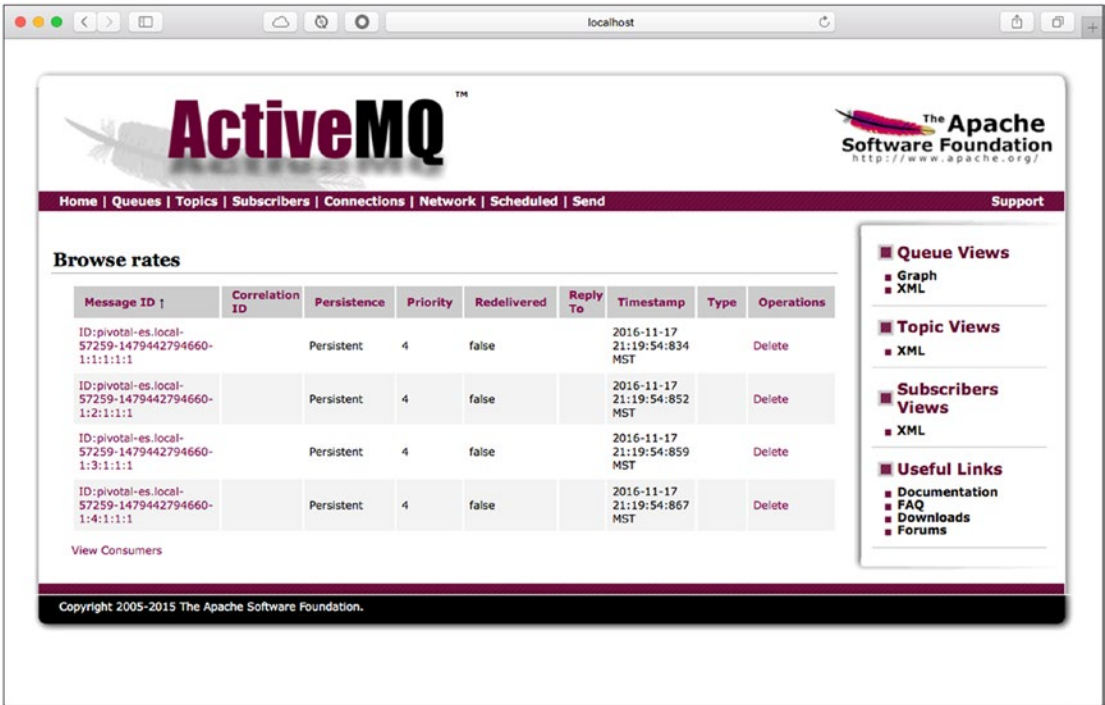 localhost
ActiveMQ™
The Apache
Software Foundation
http://www.apache.org/
Home | Queues | Topics | Subscribers | Connections | Network | Scheduled | Send
Support
Browse rates
Message ID ↑ Correlation ID Persistence Priority Redelivered Reply To Timestamp Type Operations
ID:pivotal-es.local-
57259-1479442794660-
1:1:1:1:1
Persistent 4 false
2016-11-17
21:19:54:834
MST
Delete
ID:pivotal-es.local-
57259-1479442794660-
1:2:1:1:1
Persistent 4 false
2016-11-17
21:19:54:852
MST
Delete
ID:pivotal-es.local-
57259-1479442794660-
1:3:1:1:1
Persistent 4 false
2016-11-17
21:19:54:859
MST
Delete
ID:pivotal-es.local-
57259-1479442794660-
1:4:1:1:1
Persistent 4 false
2016-11-17
21:19:54:867
MST
Delete
View Consumers
Queue Views
Graph
XML
Topic Views
XML
Subscribers
Views
XML
Useful Links
Documentation
FAQ
Downloads
Forums
Copyright 2005-2015 The Apache Software Foundation.